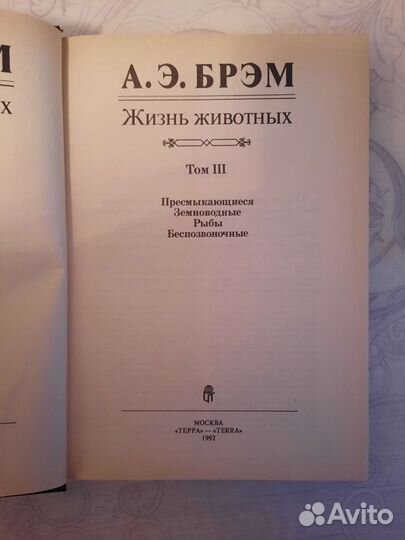 М
Х
А. Э. БРЭМ
Жизнь животных
Том III
Пресмыкающиеся
Земноводные
Рыбы
Беспозвоночные
МОСКВА
«ТЕРРА» — «TERRA»
1992
Avito